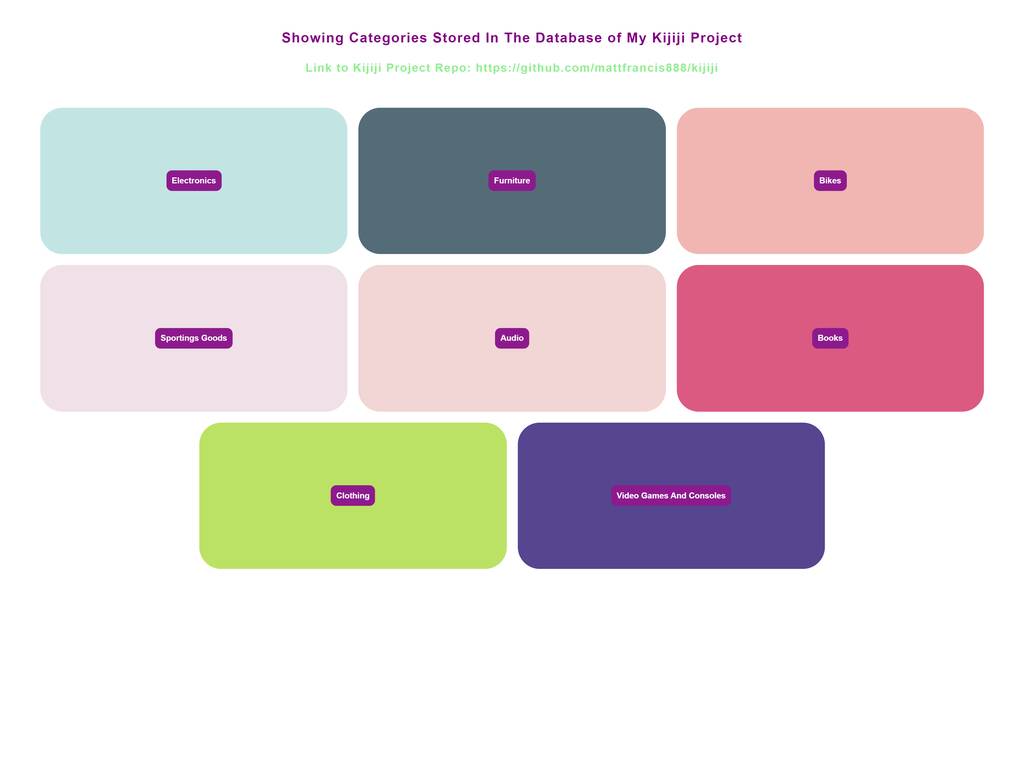 Showing Categories Stored In The Database of My Kijiji Project
Link to Kijiji Project Repo: https://github.com/mattfrancis888/kijiji
Electronics
Furniture
Bikes
Sportings Goods
Audio
Books
Clothing
Video Games And Consoles